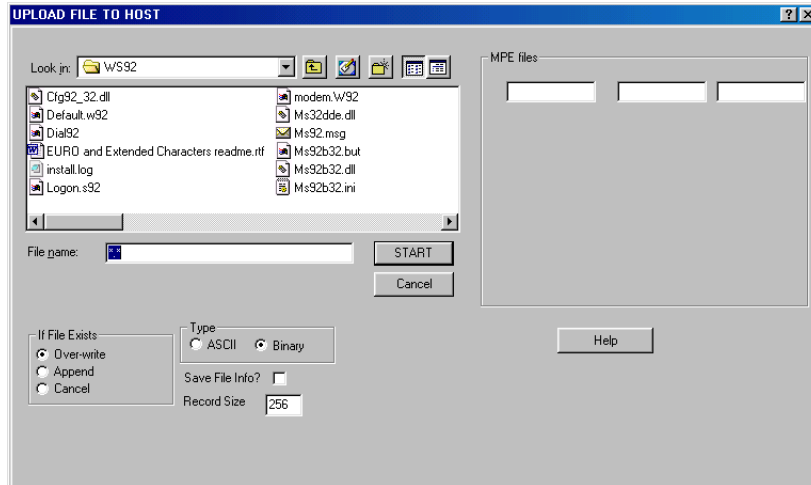 UPLOAD FILE TO HOST
Look in: WS92
MPE files
Cfg92_32.dll
Default.w92
Dial92
EURO and Extended Characters readme.rtf
install.log
Logon.s92
modem.W92
Ms32dde.dll
Ms92.msg
Ms92b32.but
Ms92b32.dll
Ms92b32.ini
File name: *.*
START
Cancel
If File Exists
Over-write
Append
Cancel
Type
ASCII Binary
Save File Info?
Record Size 256
Help